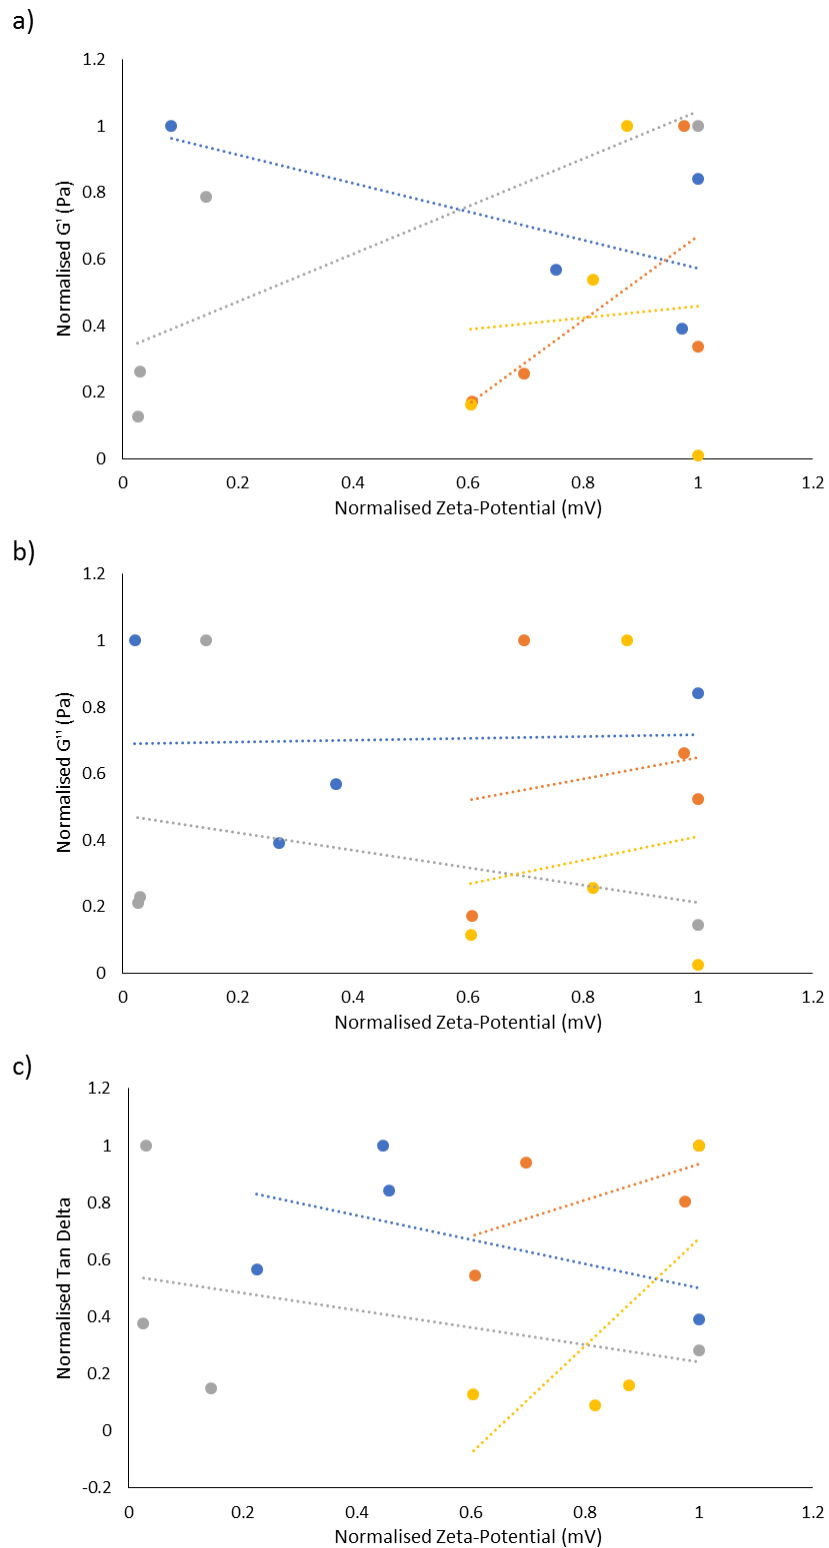 a)
1.2
1
0.8
0.6
0.4
0.2
0
Normalised G' (Pa)
0 0.2 0.4 0.6 0.8 1 1.2
Normalised Zeta-Potential (mV)
b)
1.2
1
0.8
0.6
0.4
0.2
0
Normalised G'' (Pa)
0 0.2 0.4 0.6 0.8 1 1.2
Normalised Zeta-Potential (mV)
c)
1.2
1
0.8
0.6
0.4
0.2
0
-0.2
Normalised Tan Delta
0 0.2 0.4 0.6 0.8 1 1.2
Normalised Zeta-Potential (mV)